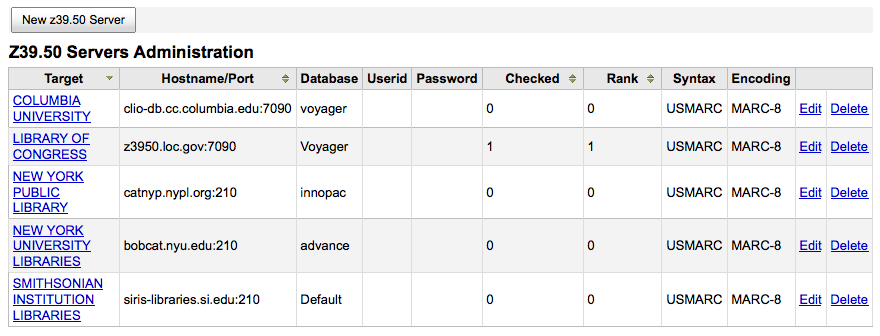 New z39.50 Server
Z39.50 Servers Administration
Target Hostname/Port Database Userid Password Checked Rank Syntax Encoding
COLUMBIA
UNIVERSITY clio-db.cc.columbia.edu:7090 voyager 0 0 USMARC MARC-8 Edit Delete
LIBRARY OF
CONGRESS z3950.loc.gov:7090 Voyager 1 1 USMARC MARC-8 Edit Delete
NEW YORK
PUBLIC catnyp.nypl.org:210 innopac 0 0 USMARC MARC-8 Edit Delete
LIBRARY
NEW YORK
UNIVERSITY bobcat.nyu.edu:210 advance 0 0 USMARC MARC-8 Edit Delete
LIBRARIES
SMITHSONIAN
INSTITUTION siris-libraries.si.edu:210 Default 0 0 USMARC MARC-8 Edit Delete
LIBRARIES